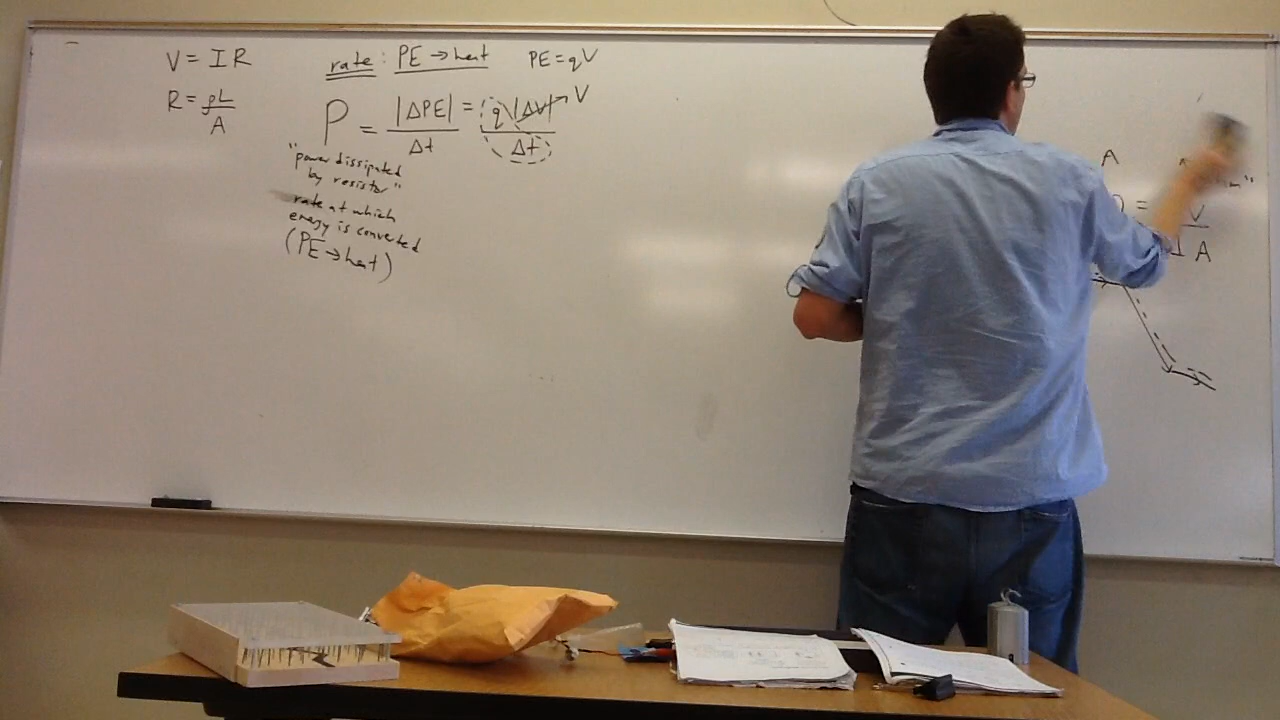 V = IR
R = ρL/A
rate: PE → heat
PE = qV
P = |ΔPE|/Δt = q|ΔV|/Δt → V
"power dissipated
by resistor"
rate at which
energy is converted
(PE → heat)
A
=
V
A